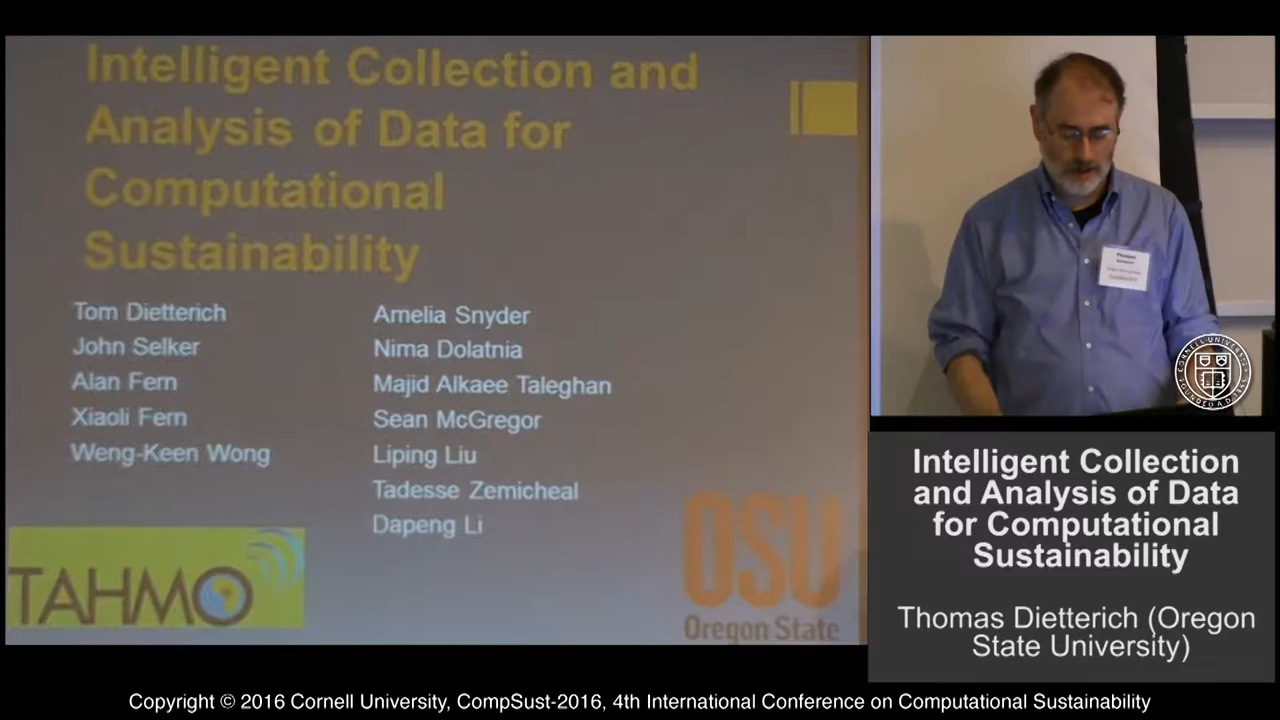 Intelligent Collection and
Analysis of Data for
Computational
Sustainability
Tom Dietterich
John Selker
Alan Fern
Xiaoli Fern
Weng-Keen Wong
Amelia Snyder
Nima Dolatnia
Majid Alkaee Taleghan
Sean McGregor
Liping Liu
Tadesse Zemicheal
Dapeng Li
TAHMO
OSU
Oregon State
Thomas
Intelligent Collection
and Analysis of Data
for Computational
Sustainability
Thomas Dietterich (Oregon
State University)
Copyright © 2016 Cornell University, CompSust-2016, 4th International Conference on Computational Sustainability